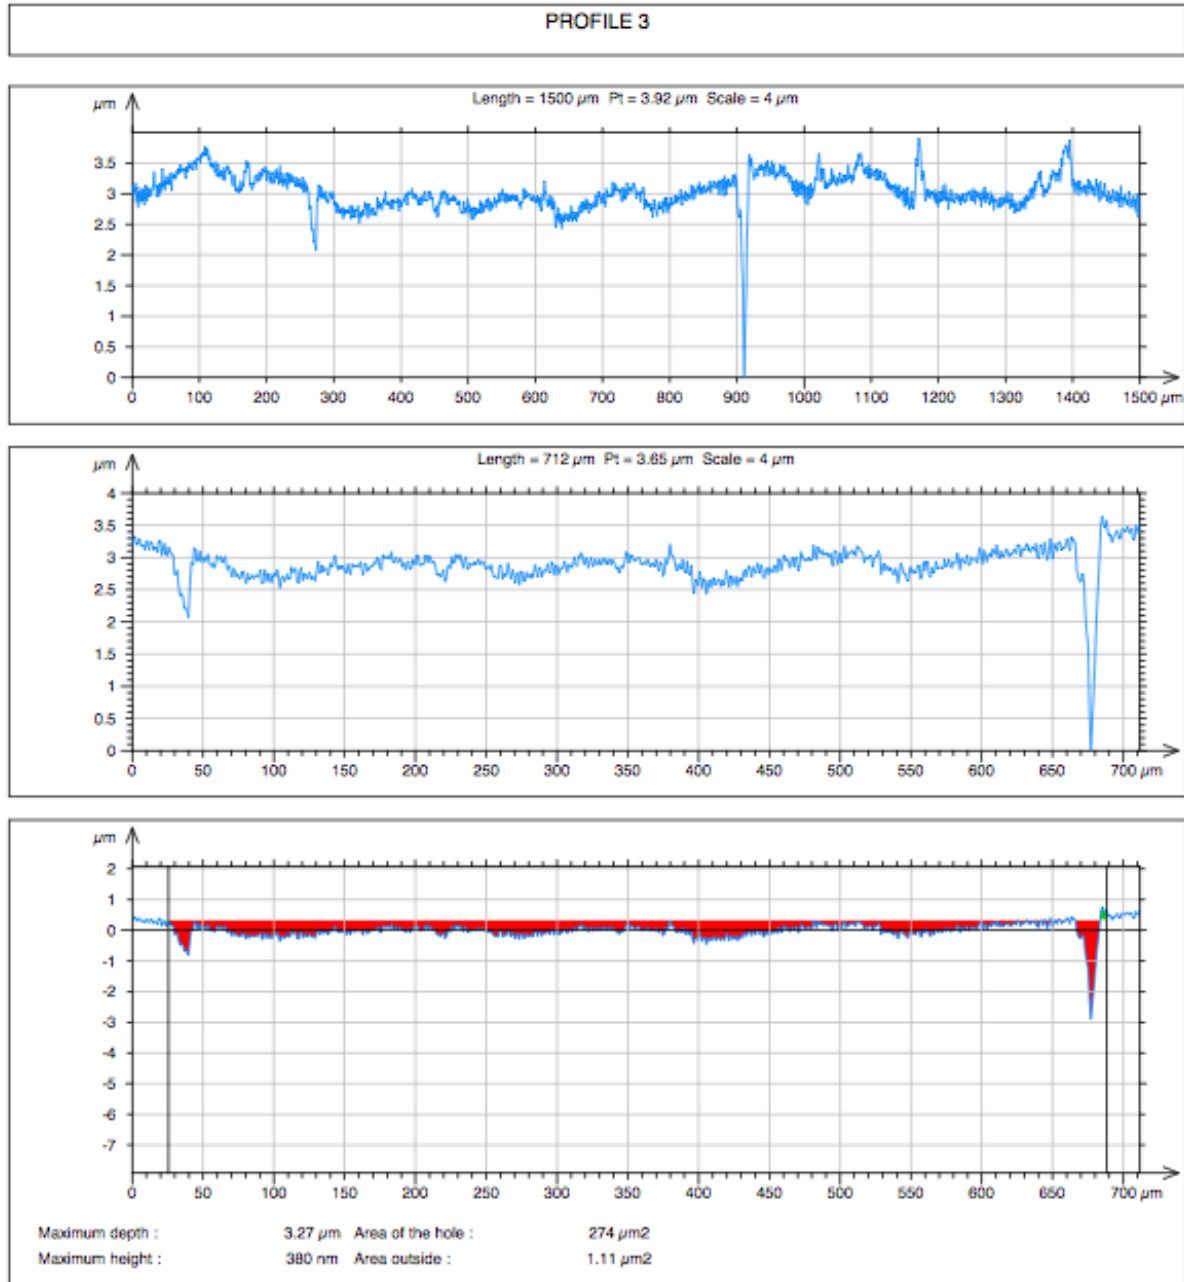 PROFILE 3
µm
Length = 1500 µm Pt = 3.92 µm Scale = 4 µm
3.5
3
2.5
2
1.5
1
0.5
0
0 100 200 300 400 500 600 700 800 900 1000 1100 1200 1300 1400 1500 µm
µm
Length = 712 µm Pt = 3.65 µm Scale = 4 µm
4
3.5
3
2.5
2
1.5
1
0.5
0
0 50 100 150 200 250 300 350 400 450 500 550 600 650 700 µm
µm
2
1
0
-1
-2
-3
-4
-5
-6
-7
0 50 100 150 200 250 300 350 400 450 500 550 600 650 700 µm
Maximum depth : 3.27 µm Area of the hole : 274 µm2
Maximum height : 380 nm Area outside : 1.11 µm2